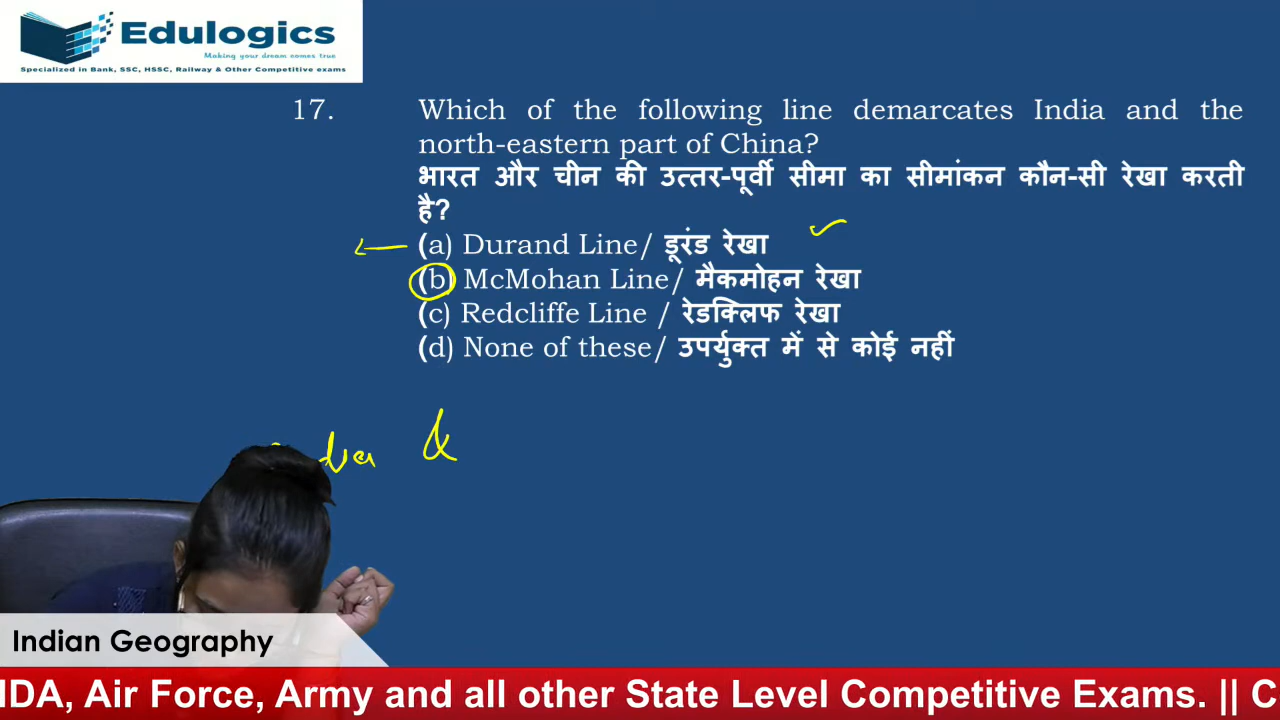 Edulogics
Making your dream comes true
Specialized in Bank, SSC, HSSC, Railway & Other Competitive exams
17. Which of the following line demarcates India and the
north-eastern part of China?
भारत और चीन की उत्तर-पूर्वी सीमा का सीमांकन कौन-सी रेखा करती
है?
(a) Durand Line/ डूरंड रेखा
(b) McMohan Line/ मैकमोहन रेखा
(c) Redcliffe Line / रेडक्लिफ रेखा
(d) None of these/ उपर्युक्त में से कोई नहीं
&
Indian Geography
IDA, Air Force, Army and all other State Level Competitive Exams. || C